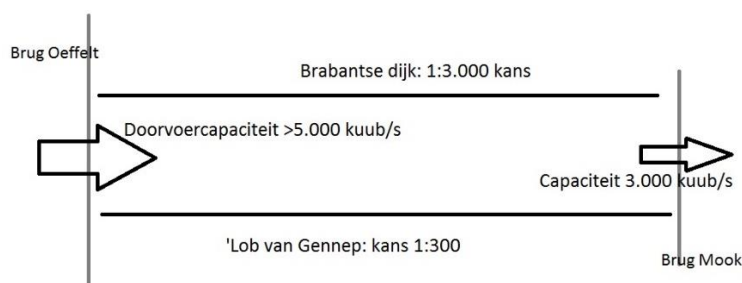 Brug Oeffelt
Brabantse dijk: 1:3.000 kans
Doorvoercapaciteit >5.000 kuub/s
Capaciteit 3.000 kuub/s
'Lob van Gennep: kans 1:300
Brug Mook